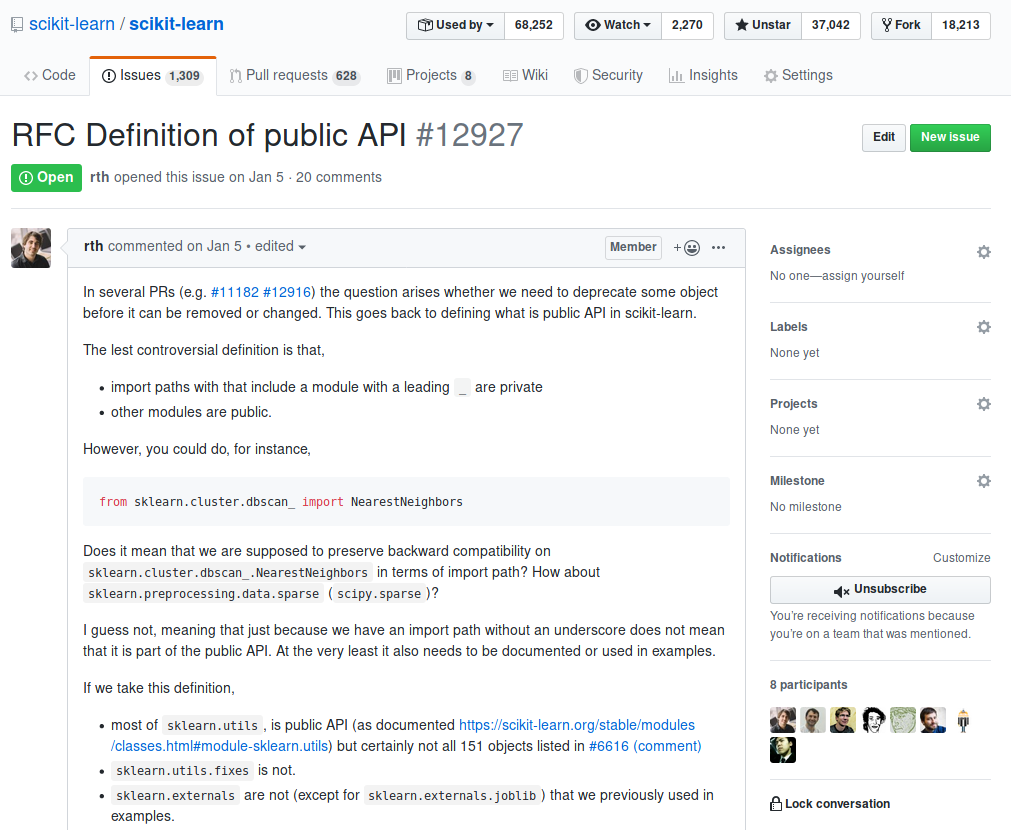 scikit-learn / scikit-learn
Used by 68,252 Watch 2,270 Unstar 37,042 Fork 18,213
Code Issues 1,309 Pull requests 628 Projects 8 Wiki Security Insights Settings
RFC Definition of public API #12927
Edit New issue
Open rth opened this issue on Jan 5 · 20 comments
rth commented on Jan 5 • edited
Member
In several PRs (e.g. #11182 #12916) the question arises whether we need to deprecate some object
before it can be removed or changed. This goes back to defining what is public API in scikit-learn.
The lest controversial definition is that,
• import paths with that include a module with a leading _ are private
• other modules are public.
However, you could do, for instance,
from sklearn.cluster.dbscan_ import NearestNeighbors
Does it mean that we are supposed to preserve backward compatibility on
sklearn.cluster.dbscan_.NearestNeighbors in terms of import path? How about
sklearn.preprocessing.data.sparse ( scipy.sparse )?
I guess not, meaning that just because we have an import path without an underscore does not mean
that it is part of the public API. At the very least it also needs to be documented or used in examples.
If we take this definition,
• most of sklearn.utils , is public API (as documented https://scikit-learn.org/stable/modules
/classes.html#module-sklearn.utils) but certainly not all 151 objects listed in #6616 (comment)
• sklearn.utils.fixes is not.
• sklearn.externals are not (except for sklearn.externals.joblib ) that we previously used in
examples.
Assignees
No one—assign yourself
Labels
None yet
Projects
None yet
Milestone
No milestone
Notifications Customize
Unsubscribe
You’re receiving notifications because
you’re on a team that was mentioned.
8 participants
Lock conversation